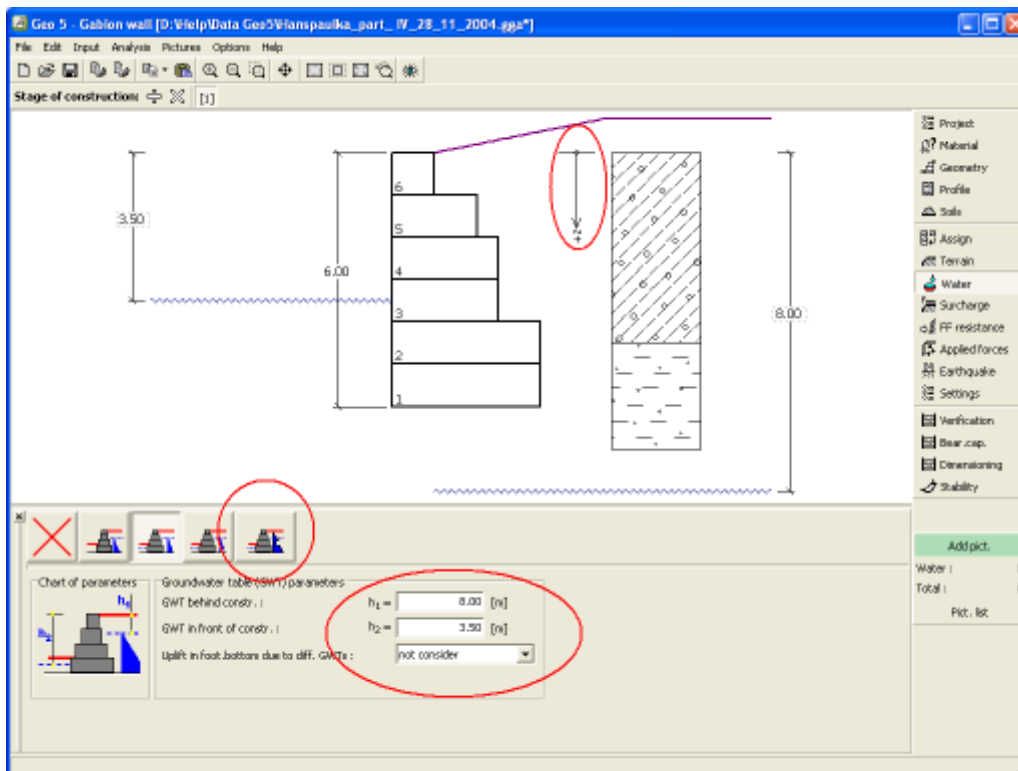 Geo 5 - Gabion wall [D:\Help\Data Geo5\Hanspaulka_part_ IV_28_11_2004.gga*]
File Edit Input Analysis Pictures Options Help
Stage of construction: [1]
3.50
6.00
8.00
6
5
4
3
2
1
+z
Project
Material
Geometry
Profile
Soils
Assign
Terrain
Water
Surcharge
FF resistance
Applied forces
Earthquake
Settings
Verification
Bear.cap.
Dimensioning
Stability
Add pict.
Water :
Total :
Pict. list
Chart of parameters
h1
h2
Groundwater table (GWT) parameters
GWT behind constr. : h1 = 8.00 [m]
GWT in front of constr. : h2 = 3.50 [m]
Uplift in foot.bottom due to diff. GWTs : not consider